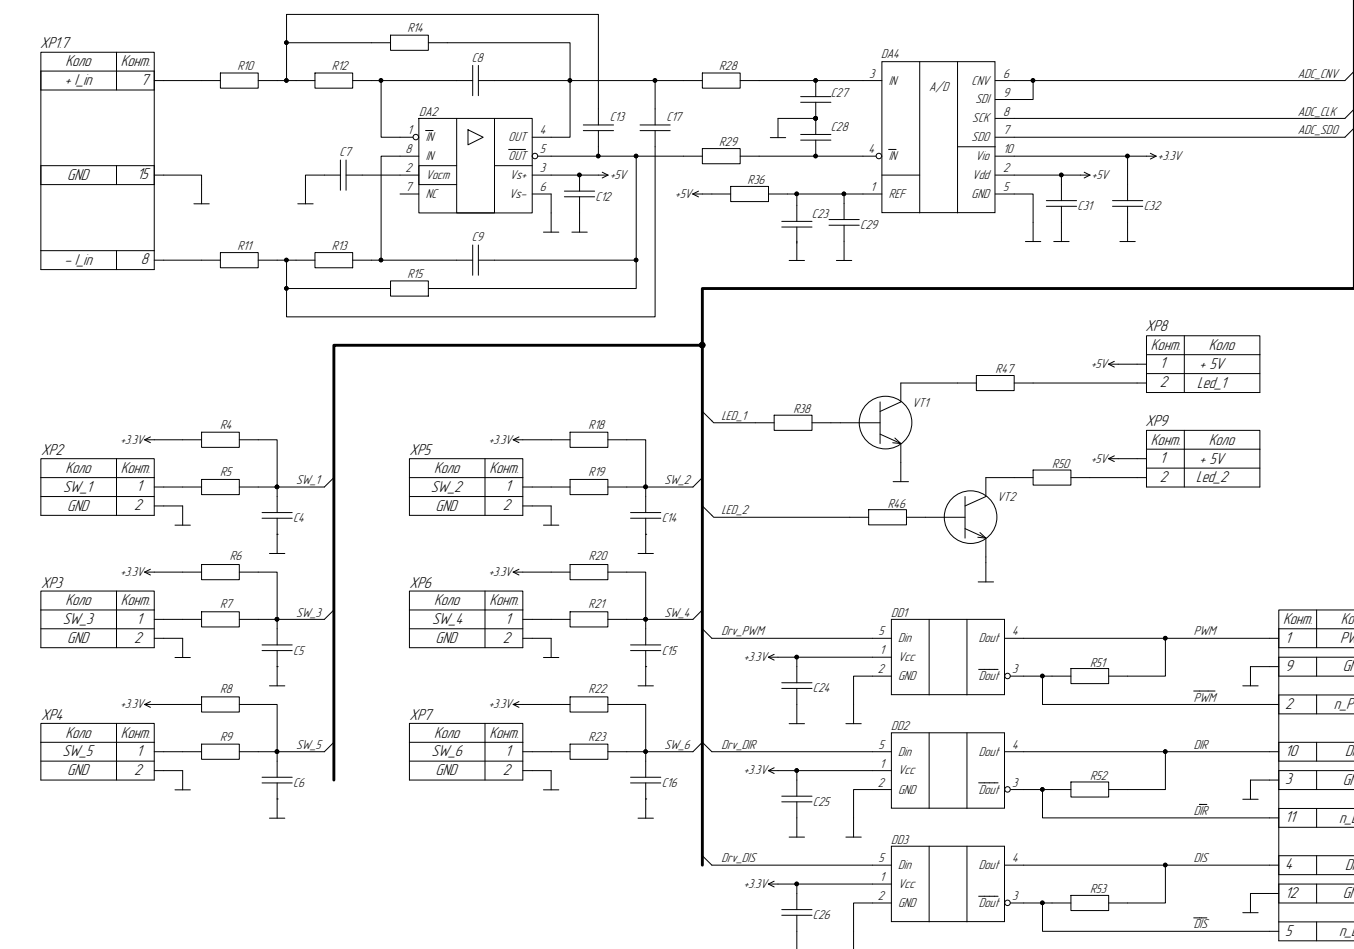 XP1.7
Коло Конт.
+ I_in 7
GND 15
- I_in 8
R10
R12
R14
C8
DA2
1 IN
8 IN
2 Vocm
7 NC
OUT 4
OUT 5
Vs+ 3
Vs- 6
C7
+5V
C12
C13
C17
R11
R13
C9
R15
R28
R29
C27
C28
+5V
R36
C23
C29
DA4
3 IN
4 IN
1 REF
A/D
CNV 6
SDI 9
SCK 8
SDO 7
Vio 10
Vdd 2
GND 5
ADC_CNV
ADC_CLK
ADC_SDO
+3.3V
+5V
C31
C32
XP8
Конт. Коло
1 + 5V
2 Led_1
+5V
R47
VT1
LED_1
R38
XP9
Конт. Коло
1 + 5V
2 Led_2
+5V
R50
VT2
LED_2
R46
XP2
Коло Конт.
SW_1 1
GND 2
+3.3V
R4
R5
SW_1
C4
XP5
Коло Конт.
SW_2 1
GND 2
+3.3V
R18
R19
SW_2
C14
XP3
Коло Конт.
SW_3 1
GND 2
+3.3V
R6
R7
SW_3
C5
XP6
Коло Конт.
SW_4 1
GND 2
+3.3V
R20
R21
SW_4
C15
XP4
Коло Конт.
SW_5 1
GND 2
+3.3V
R8
R9
SW_5
C6
XP7
Коло Конт.
SW_6 1
GND 2
+3.3V
R22
R23
SW_6
C16
DD1
Drv_PWM
5 Din
1 Vcc
2 GND
Dout 4
Dout 3
+3.3V
C24
R51
PWM
PWM
DD2
Drv_DIR
5 Din
1 Vcc
2 GND
Dout 4
Dout 3
+3.3V
C25
R52
DIR
DIR
DD3
Drv_DIS
5 Din
1 Vcc
2 GND
Dout 4
Dout 3
+3.3V
C26
R53
DIS
DIS
Конт.
1
9
2
10
3
11
4
12
5